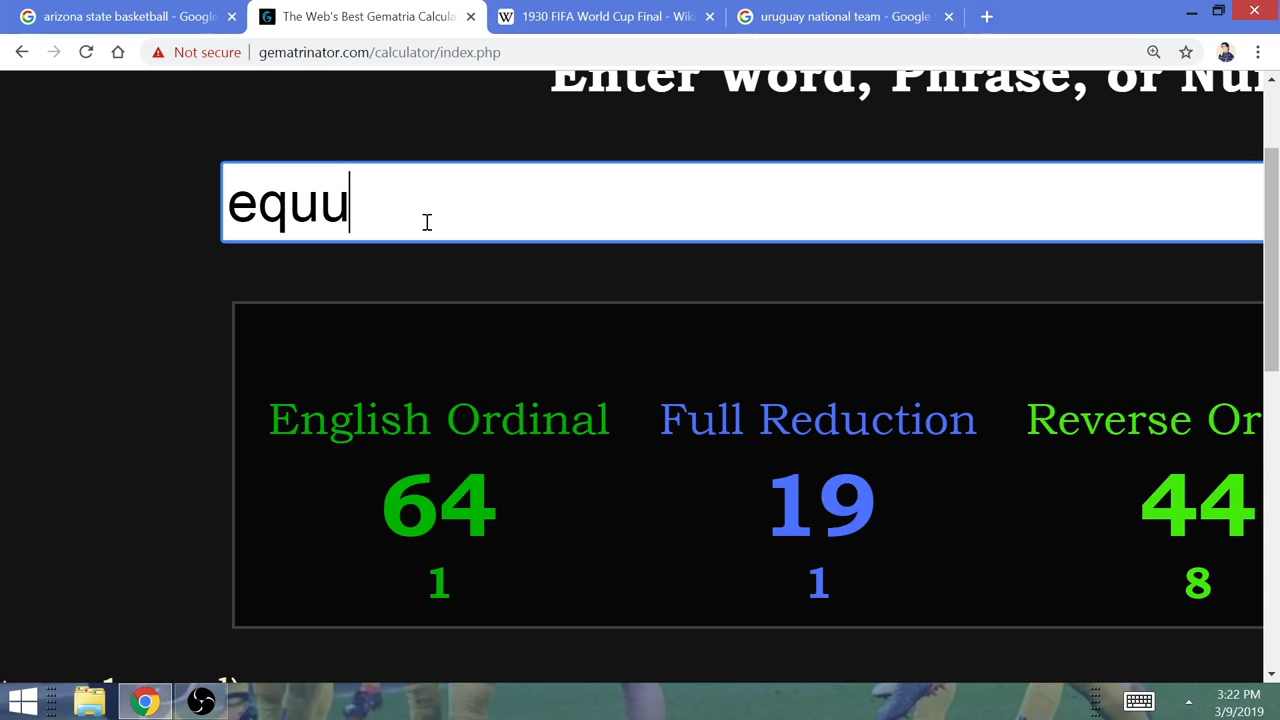 arizona state basketball - Google
The Web's Best Gematria Calcula
1930 FIFA World Cup Final - Wiki
uruguay national team - Google
Not secure | gematrinator.com/calculator/index.php
Enter Word, Phrase, or Nu
equu
English Ordinal Full Reduction Reverse Or
64 19 44
1 1 8
3:22 PM
3/9/2019